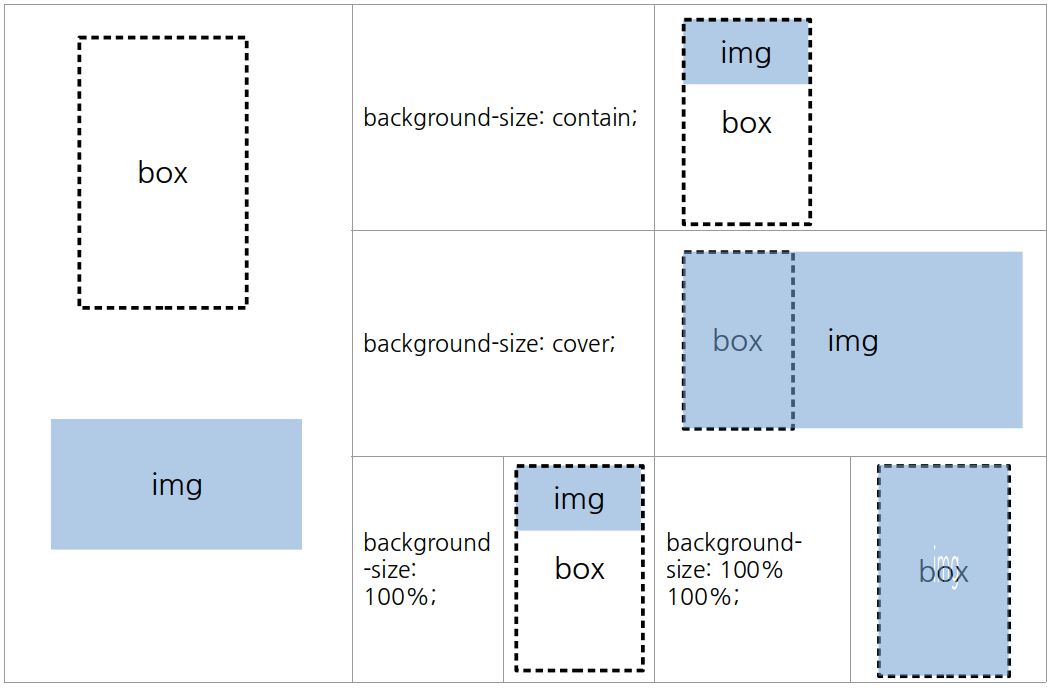 box
img
background-size: contain;
img
box
background-size: cover;
box
img
background
-size:
100%;
img
box
background-
size: 100%
100%;
img
box